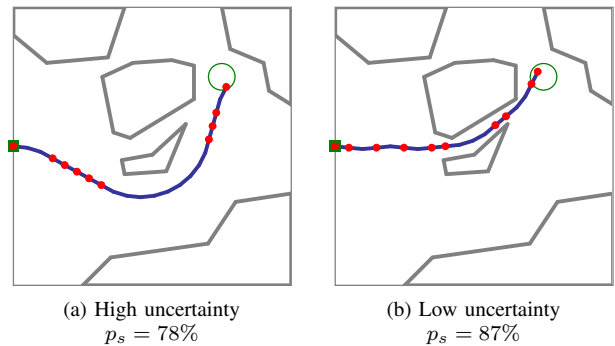 (a) High uncertainty
p_s = 78%
(b) Low uncertainty
p_s = 87%